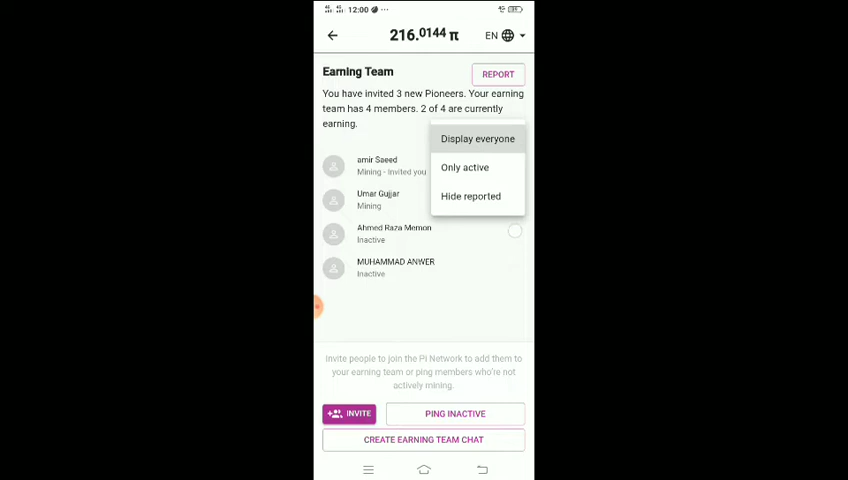 12:00
216.0144 π
EN
Earning Team
REPORT
You have invited 3 new Pioneers. Your earning
team has 4 members. 2 of 4 are currently
earning.
Display everyone
Only active
Hide reported
amir Saeed
Mining - Invited you
Umar Gujjar
Mining
Ahmed Raza Memon
Inactive
MUHAMMAD ANWER
Inactive
Invite people to join the Pi Network to add them to
your earning team or ping members who're not
actively mining.
INVITE
PING INACTIVE
CREATE EARNING TEAM CHAT